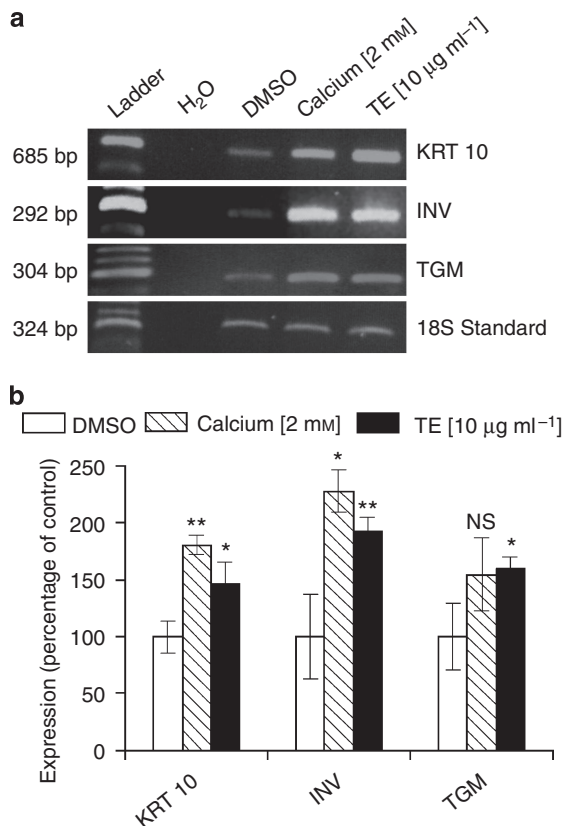 a
Ladder
H₂O
DMSO
Calcium [2 mM]
TE [10 µg ml⁻¹]
685 bp
KRT 10
292 bp
INV
304 bp
TGM
324 bp
18S Standard
b
DMSO
Calcium [2 mM]
TE [10 µg ml⁻¹]
Expression (percentage of control)
250
200
150
100
50
0
**
*
*
**
NS
*
KRT 10
INV
TGM